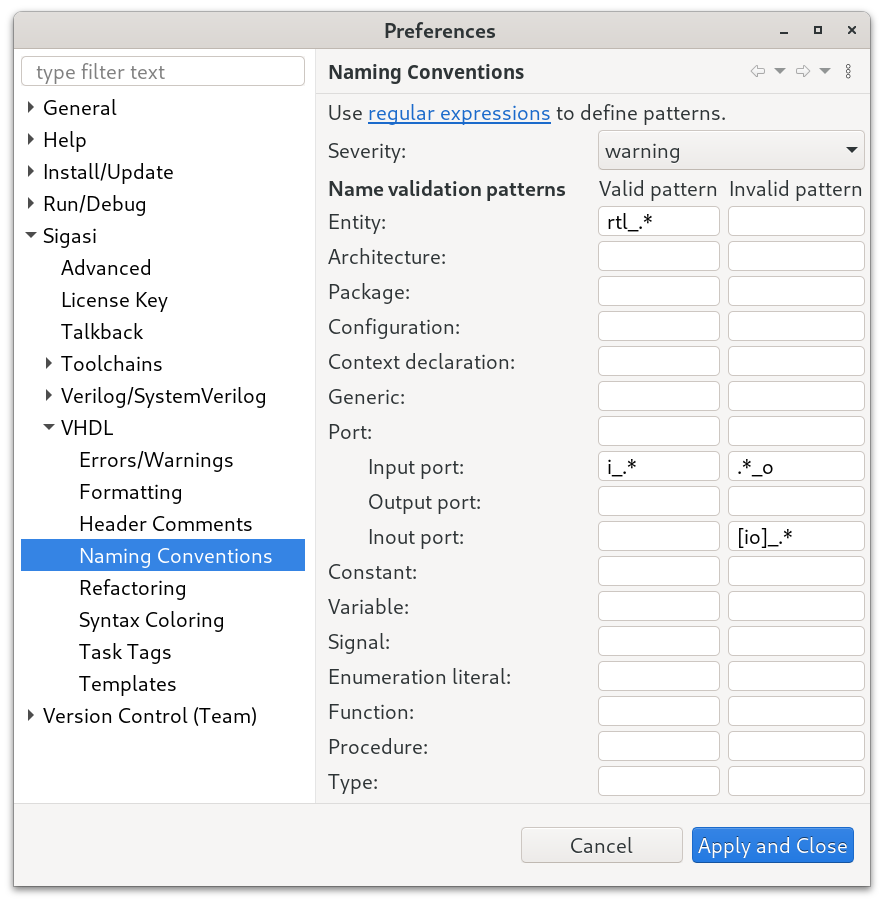 Preferences
type filter text
General
Help
Install/Update
Run/Debug
Sigasi
Advanced
License Key
Talkback
Toolchains
Verilog/SystemVerilog
VHDL
Errors/Warnings
Formatting
Header Comments
Naming Conventions
Refactoring
Syntax Coloring
Task Tags
Templates
Version Control (Team)
Naming Conventions
Use regular expressions to define patterns.
Severity: warning
Name validation patterns Valid pattern Invalid pattern
Entity: rtl_.*
Architecture:
Package:
Configuration:
Context declaration:
Generic:
Port:
Input port: i_.* .*_o
Output port:
Inout port: [io]_.*
Constant:
Variable:
Signal:
Enumeration literal:
Function:
Procedure:
Type:
Cancel Apply and Close